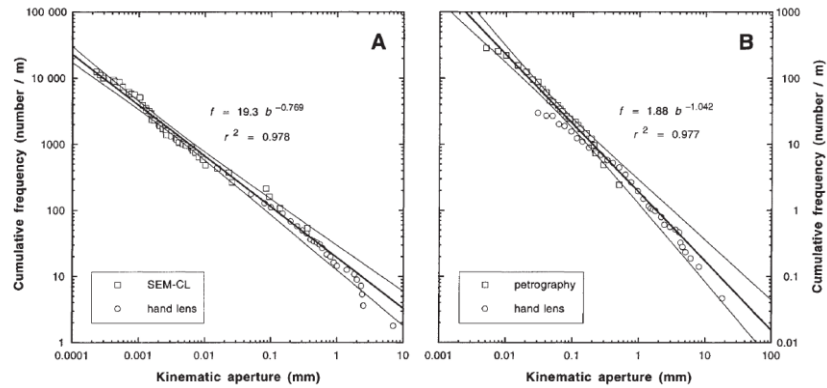 100 000
10 000
1000
100
10
1
0.0001
0.001
0.01
0.1
1
10
Cumulative frequency (number / m)
Kinematic aperture (mm)
A
f = 19.3 b^-0.769
r^2 = 0.978
SEM-CL
hand lens
B
f = 1.88 b^-1.042
r^2 = 0.977
petrography
hand lens
0.001
0.01
0.1
1
10
100
Kinematic aperture (mm)
1000
100
10
1
0.1
0.01
Cumulative frequency (number / m)